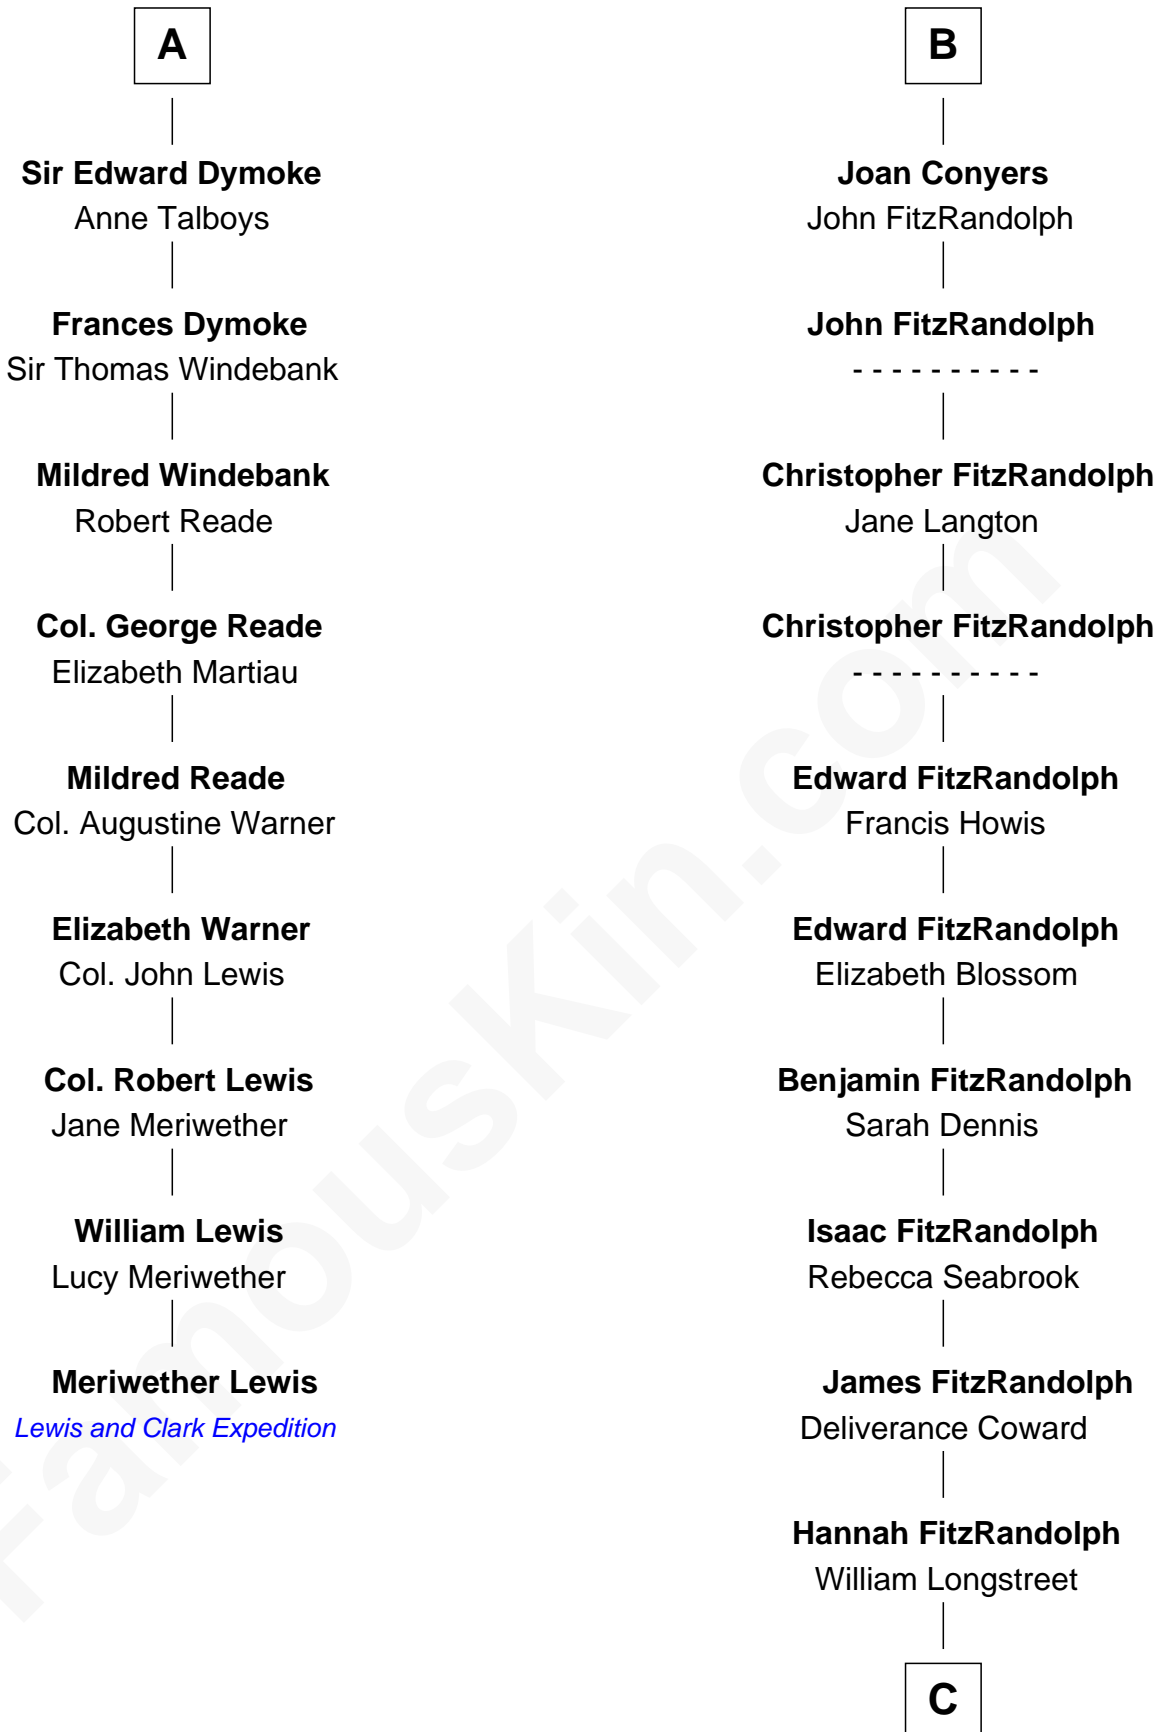 A
Sir Edward Dymoke
Anne Talboys
Frances Dymoke
Sir Thomas Windebank
Mildred Windebank
Robert Reade
Col. George Reade
Elizabeth Martiau
Mildred Reade
Col. Augustine Warner
Elizabeth Warner
Col. John Lewis
Col. Robert Lewis
Jane Meriwether
William Lewis
Lucy Meriwether
Meriwether Lewis
Lewis and Clark Expedition
B
Joan Conyers
John FitzRandolph
John FitzRandolph
- - - - - - - - - -
Christopher FitzRandolph
Jane Langton
Christopher FitzRandolph
- - - - - - - - - -
Edward FitzRandolph
Francis Howis
Edward FitzRandolph
Elizabeth Blossom
Benjamin FitzRandolph
Sarah Dennis
Isaac FitzRandolph
Rebecca Seabrook
James FitzRandolph
Deliverance Coward
Hannah FitzRandolph
William Longstreet
C
FamousKin.com